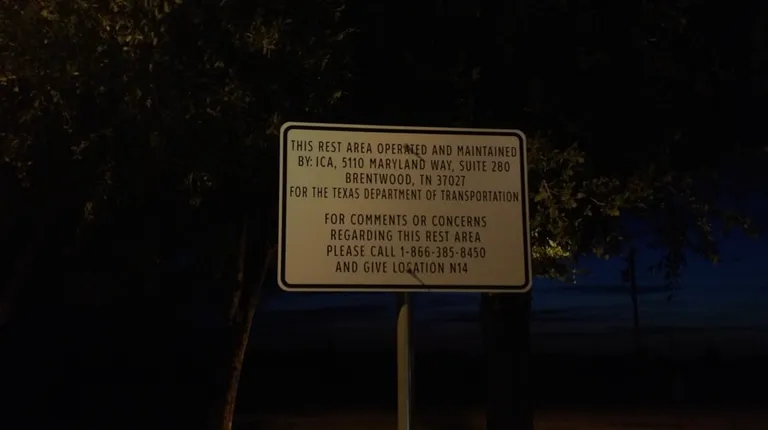 THIS REST AREA OPERATED AND MAINTAINED
BY: ICA, 5110 MARYLAND WAY, SUITE 280
BRENTWOOD, TN 37027
FOR THE TEXAS DEPARTMENT OF TRANSPORTATION
FOR COMMENTS OR CONCERNS
REGARDING THIS REST AREA
PLEASE CALL 1-866-385-8450
AND GIVE LOCATION N14